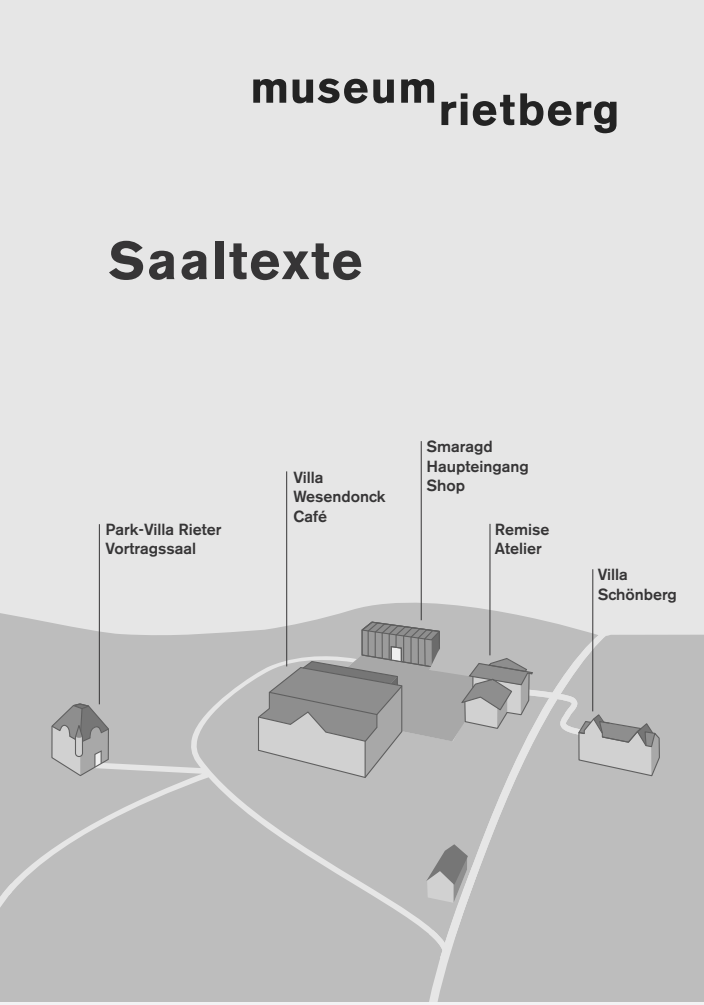 museum
rietberg
Saaltexte
Smaragd
Haupteingang
Shop
Villa
Wesendonck
Café
Park-Villa Rieter
Vortragssaal
Remise
Atelier
Villa
Schönberg